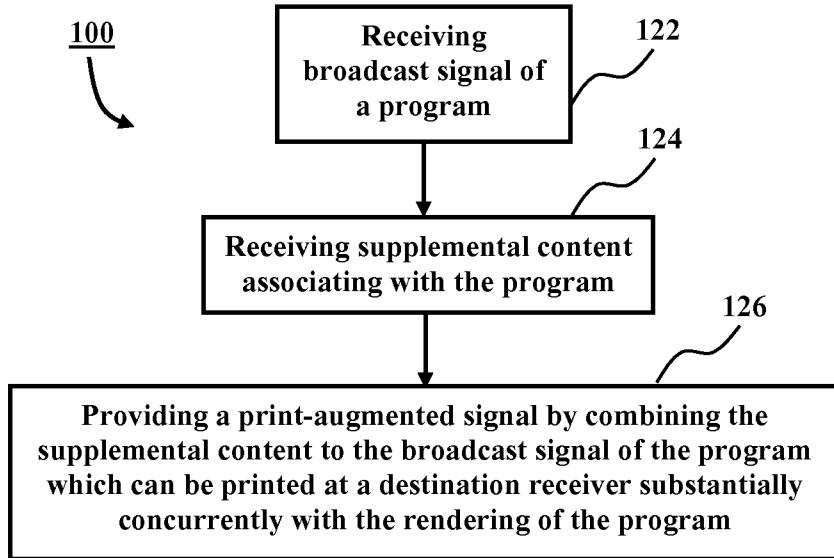 100
Receiving
broadcast signal of
a program
122
124
Receiving supplemental content
associating with the program
126
Providing a print-augmented signal by combining the
supplemental content to the broadcast signal of the program
which can be printed at a destination receiver substantially
concurrently with the rendering of the program